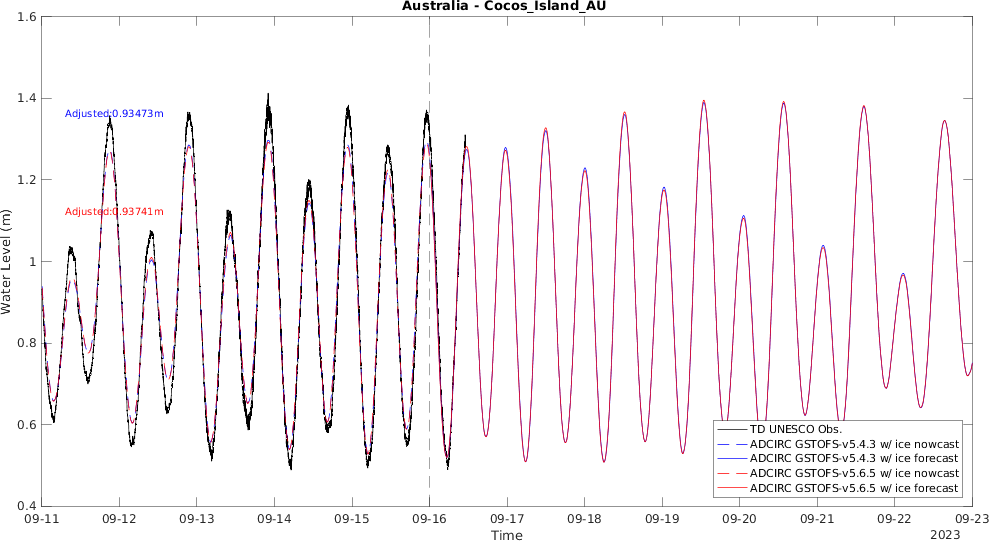 Australia - Cocos_Island_AU
1.6
1.4
1.2
1
0.8
0.6
0.4
Water Level (m)
Adjusted:0.93473m
Adjusted:0.93741m
TD UNESCO Obs.
ADCIRC GSTOFS-v5.4.3 w/ ice nowcast
ADCIRC GSTOFS-v5.4.3 w/ ice forecast
ADCIRC GSTOFS-v5.6.5 w/ ice nowcast
ADCIRC GSTOFS-v5.6.5 w/ ice forecast
09-11 09-12 09-13 09-14 09-15 09-16 09-17 09-18 09-19 09-20 09-21 09-22 09-23
Time
2023